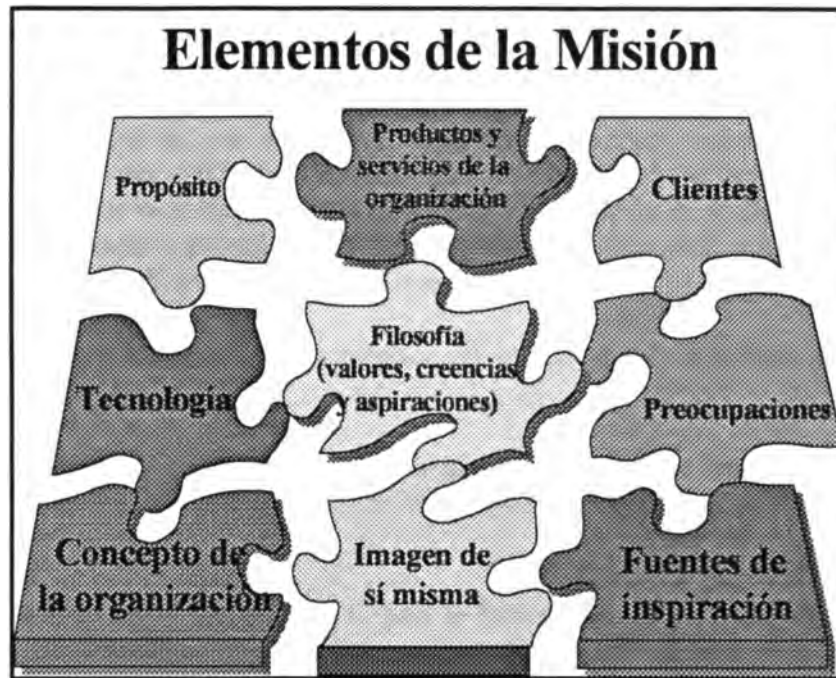 Elementos de la Misión
Propósito
Productos y
servicios de la
organización
Clientes
Tecnología
Filosofía
(valores, creencias
y aspiraciones)
Preocupaciones
Concepto de
la organización
Imagen de
sí misma
Fuentes de
inspiración